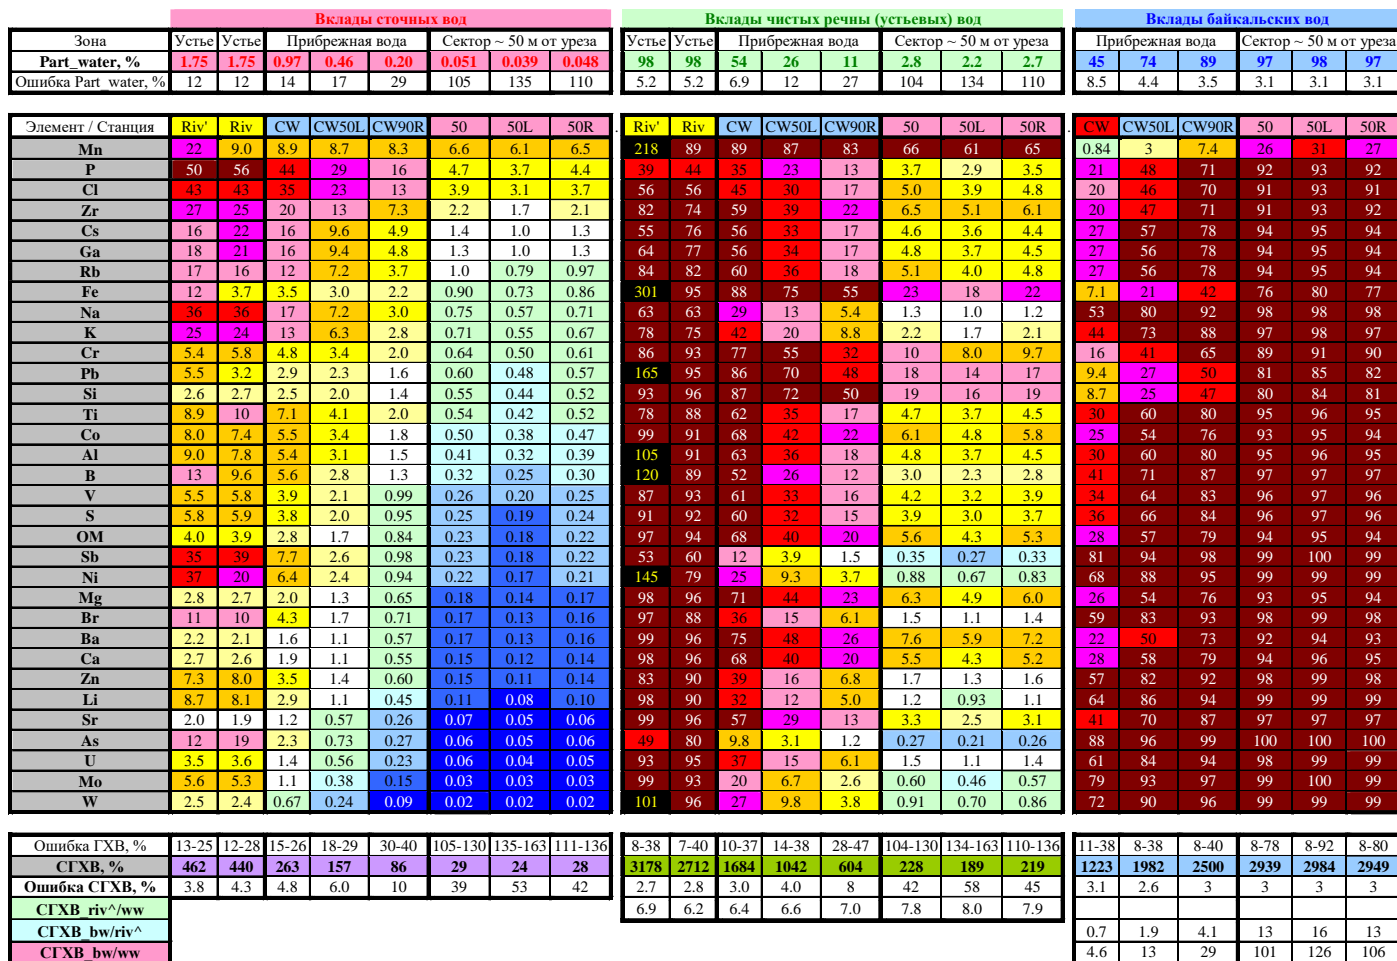 Вклады сточных вод Вклады чистых речны (устьевых) вод Вклады байкальских вод
Зона Устье Устье Прибрежная вода Сектор ~ 50 м от уреза Устье Устье Прибрежная вода Сектор ~ 50 м от уреза Прибрежная вода Сектор ~ 50 м от уреза
Part_water, % 1.75 1.75 0.97 0.46 0.20 0.051 0.039 0.048 98 98 54 26 11 2.8 2.2 2.7 45 74 89 97 98 97
Ошибка Part_water, % 12 12 14 17 29 105 135 110 5.2 5.2 6.9 12 27 104 134 110 8.5 4.4 3.5 3.1 3.1 3.1
Элемент / Станция Riv' Riv CW CW50L CW90R 50 50L 50R . Riv' Riv CW CW50L CW90R 50 50L 50R . CW CW50L CW90R 50 50L 50R
Mn 22 9.0 8.9 8.7 8.3 6.6 6.1 6.5 218 89 89 87 83 66 61 65 0.84 3 7.4 26 31 27
P 50 56 44 29 16 4.7 3.7 4.4 39 44 35 23 13 3.7 2.9 3.5 21 48 71 92 93 92
Cl 43 43 35 23 13 3.9 3.1 3.7 56 56 45 30 17 5.0 3.9 4.8 20 46 70 91 93 91
Zr 27 25 20 13 7.3 2.2 1.7 2.1 82 74 59 39 22 6.5 5.1 6.1 20 47 71 91 93 92
Cs 16 22 16 9.6 4.9 1.4 1.0 1.3 55 76 56 33 17 4.6 3.6 4.4 27 57 78 94 95 94
Ga 18 21 16 9.4 4.8 1.3 1.0 1.3 64 77 56 34 17 4.8 3.7 4.5 27 56 78 94 95 94
Rb 17 16 12 7.2 3.7 1.0 0.79 0.97 84 82 60 36 18 5.1 4.0 4.8 27 56 78 94 95 94
Fe 12 3.7 3.5 3.0 2.2 0.90 0.73 0.86 301 95 88 75 55 23 18 22 7.1 21 42 76 80 77
Na 36 36 17 7.2 3.0 0.75 0.57 0.71 63 63 29 13 5.4 1.3 1.0 1.2 53 80 92 98 98 98
K 25 24 13 6.3 2.8 0.71 0.55 0.67 78 75 42 20 8.8 2.2 1.7 2.1 44 73 88 97 98 97
Cr 5.4 5.8 4.8 3.4 2.0 0.64 0.50 0.61 86 93 77 55 32 10 8.0 9.7 16 41 65 89 91 90
Pb 5.5 3.2 2.9 2.3 1.6 0.60 0.48 0.57 165 95 86 70 48 18 14 17 9.4 27 50 81 85 82
Si 2.6 2.7 2.5 2.0 1.4 0.55 0.44 0.52 93 96 87 72 50 19 16 19 8.7 25 47 80 84 81
Ti 8.9 10 7.1 4.1 2.0 0.54 0.42 0.52 78 88 62 35 17 4.7 3.7 4.5 30 60 80 95 96 95
Co 8.0 7.4 5.5 3.4 1.8 0.50 0.38 0.47 99 91 68 42 22 6.1 4.8 5.8 25 54 76 93 95 94
Al 9.0 7.8 5.4 3.1 1.5 0.41 0.32 0.39 105 91 63 36 18 4.8 3.7 4.5 30 60 80 95 96 95
B 13 9.6 5.6 2.8 1.3 0.32 0.25 0.30 120 89 52 26 12 3.0 2.3 2.8 41 71 87 97 97 97
V 5.5 5.8 3.9 2.1 0.99 0.26 0.20 0.25 87 93 61 33 16 4.2 3.2 3.9 34 64 83 96 97 96
S 5.8 5.9 3.8 2.0 0.95 0.25 0.19 0.24 91 92 60 32 15 3.9 3.0 3.7 36 66 84 96 97 96
OM 4.0 3.9 2.8 1.7 0.84 0.23 0.18 0.22 97 94 68 40 20 5.6 4.3 5.3 28 57 79 94 95 94
Sb 35 39 7.7 2.6 0.98 0.23 0.18 0.22 53 60 12 3.9 1.5 0.35 0.27 0.33 81 94 98 99 100 99
Ni 37 20 6.4 2.4 0.94 0.22 0.17 0.21 145 79 25 9.3 3.7 0.88 0.67 0.83 68 88 95 99 99 99
Mg 2.8 2.7 2.0 1.3 0.65 0.18 0.14 0.17 98 96 71 44 23 6.3 4.9 6.0 26 54 76 93 95 94
Br 11 10 4.3 1.7 0.71 0.17 0.13 0.16 97 88 36 15 6.1 1.5 1.1 1.4 59 83 93 98 99 98
Ba 2.2 2.1 1.6 1.1 0.57 0.17 0.13 0.16 99 96 75 48 26 7.6 5.9 7.2 22 50 73 92 94 93
Ca 2.7 2.6 1.9 1.1 0.55 0.15 0.12 0.14 98 96 68 40 20 5.5 4.3 5.2 28 58 79 94 96 95
Zn 7.3 8.0 3.5 1.4 0.60 0.15 0.11 0.14 83 90 39 16 6.8 1.7 1.3 1.6 57 82 92 98 99 98
Li 8.7 8.1 2.9 1.1 0.45 0.11 0.08 0.10 98 90 32 12 5.0 1.2 0.93 1.1 64 86 94 99 99 99
Sr 2.0 1.9 1.2 0.57 0.26 0.07 0.05 0.06 99 96 57 29 13 3.3 2.5 3.1 41 70 87 97 97 97
As 12 19 2.3 0.73 0.27 0.06 0.05 0.06 49 80 9.8 3.1 1.2 0.27 0.21 0.26 88 96 99 100 100 100
U 3.5 3.6 1.4 0.56 0.23 0.06 0.04 0.05 93 95 37 15 6.1 1.5 1.1 1.4 61 84 94 98 99 99
Mo 5.6 5.3 1.1 0.38 0.15 0.03 0.03 0.03 99 93 20 6.7 2.6 0.60 0.46 0.57 79 93 97 99 100 99
W 2.5 2.4 0.67 0.24 0.09 0.02 0.02 0.02 101 96 27 9.8 3.8 0.91 0.70 0.86 72 90 96 99 99 99
Ошибка ГХВ, % 13-25 12-28 15-26 18-29 30-40 105-130 135-163 111-136 8-38 7-40 10-37 14-38 28-47 104-130 134-163 110-136 11-38 8-38 8-40 8-78 8-92 8-80
СГХВ, % 462 440 263 157 86 29 24 28 3178 2712 1684 1042 604 228 189 219 1223 1982 2500 2939 2984 2949
Ошибка СГХВ, % 3.8 4.3 4.8 6.0 10 39 53 42 2.7 2.8 3.0 4.0 8 42 58 45 3.1 2.6 3 3 3 3
СГХВ_riv^/ww 6.9 6.2 6.4 6.6 7.0 7.8 8.0 7.9
СГХВ_bw/riv^ 0.7 1.9 4.1 13 16 13
СГХВ_bw/ww 4.6 13 29 101 126 106